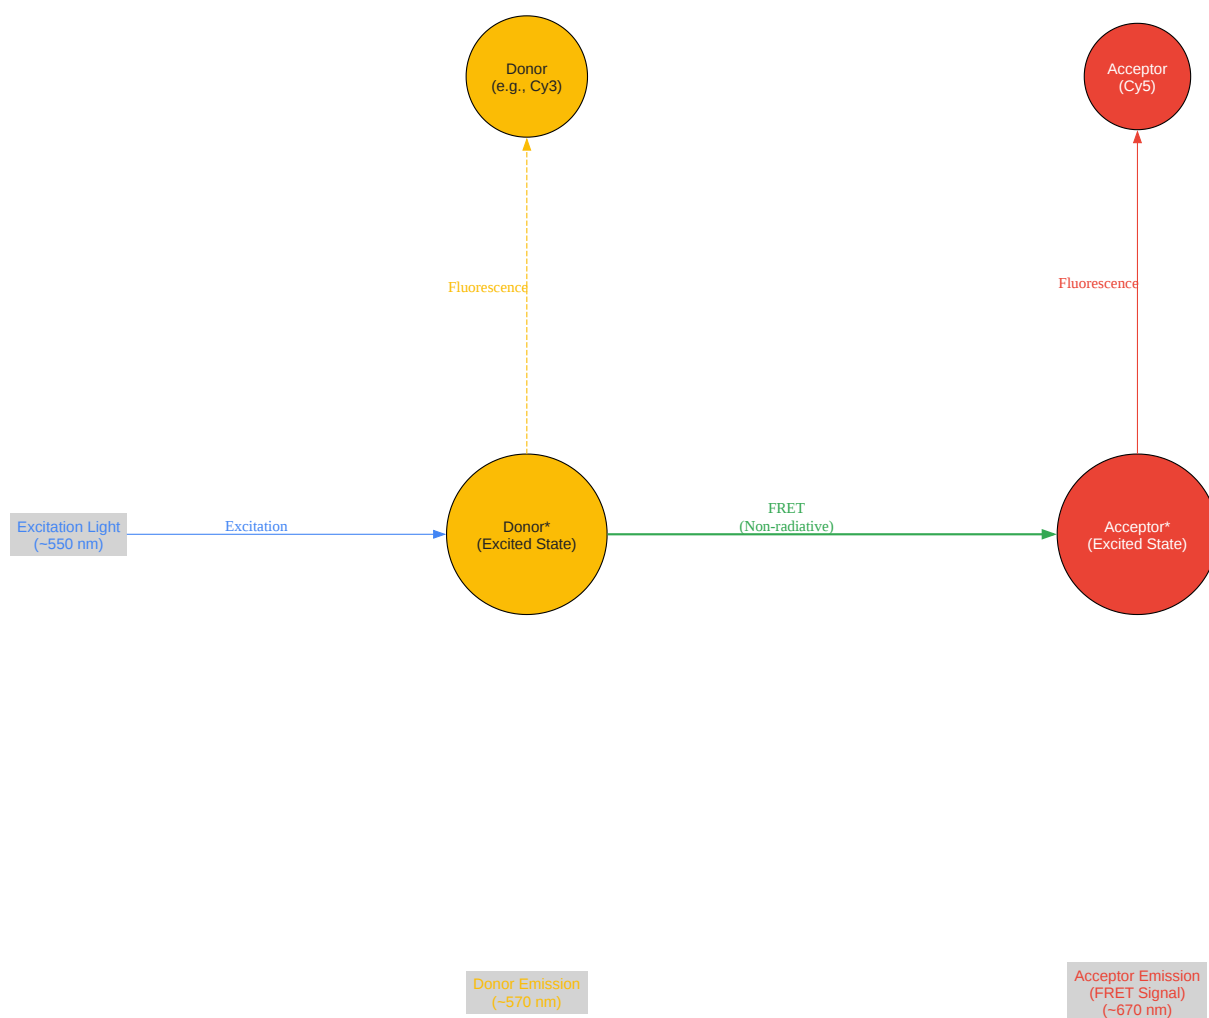 Donor
(e.g., Cy3)
Acceptor
(Cy5)
Fluorescence
Fluorescence
Excitation Light
(~550 nm)
Excitation
Donor*
(Excited State)
FRET
(Non-radiative)
Acceptor*
(Excited State)
Donor Emission
(~570 nm)
Acceptor Emission
(FRET Signal)
(~670 nm)